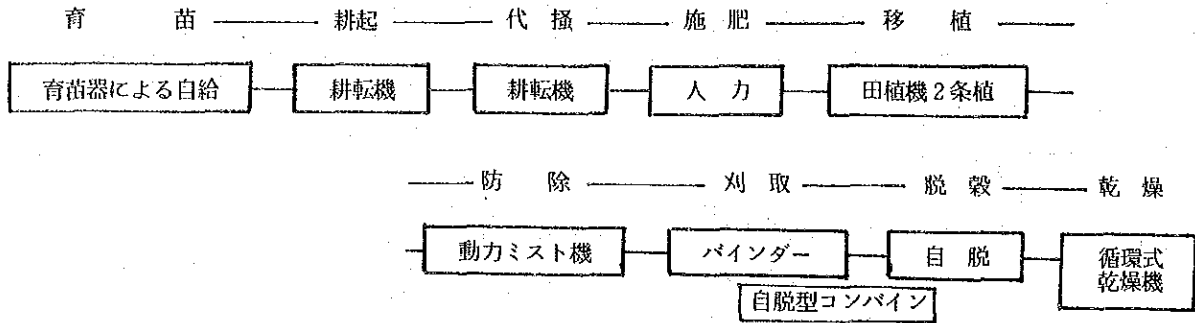 育　苗 ― 耕起 ― 代　掻 ― 施　肥 ― 移　植 ―
育苗器による自給 ― 耕転機 ― 耕転機 ― 人　力 ― 田植機２条植 ―
― 防　除 ― 刈　取 ― 脱　穀 ― 乾　燥
動力ミスト機 ― バインダー ― 自　脱 ― 循環式
乾燥機
自脱型コンバイン